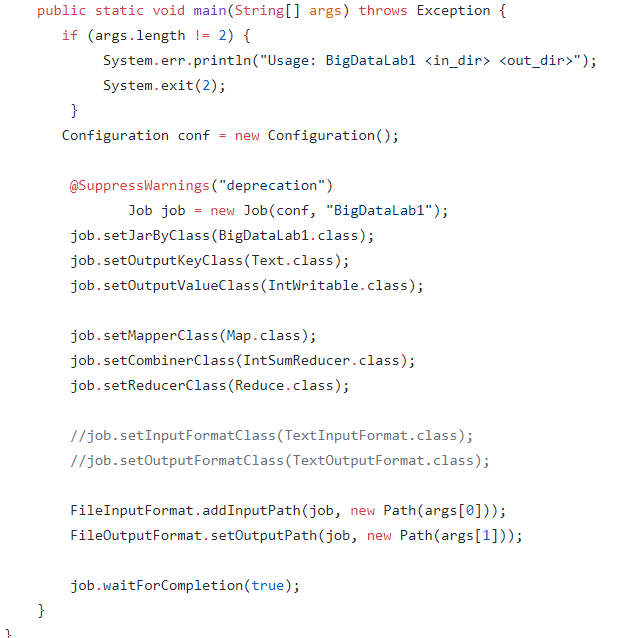 public static void main(String[] args) throws Exception {
if (args.length != 2) {
System.err.println("Usage: BigDataLab1 <in_dir> <out_dir>");
System.exit(2);
}
Configuration conf = new Configuration();
@SuppressWarnings("deprecation")
Job job = new Job(conf, "BigDataLab1");
job.setJarByClass(BigDataLab1.class);
job.setOutputKeyClass(Text.class);
job.setOutputValueClass(IntWritable.class);
job.setMapperClass(Map.class);
job.setCombinerClass(IntSumReducer.class);
job.setReducerClass(Reduce.class);
//job.setInputFormatClass(TextInputFormat.class);
//job.setOutputFormatClass(TextOutputFormat.class);
FileInputFormat.addInputPath(job, new Path(args[0]));
FileOutputFormat.setOutputPath(job, new Path(args[1]));
job.waitForCompletion(true);
}
}